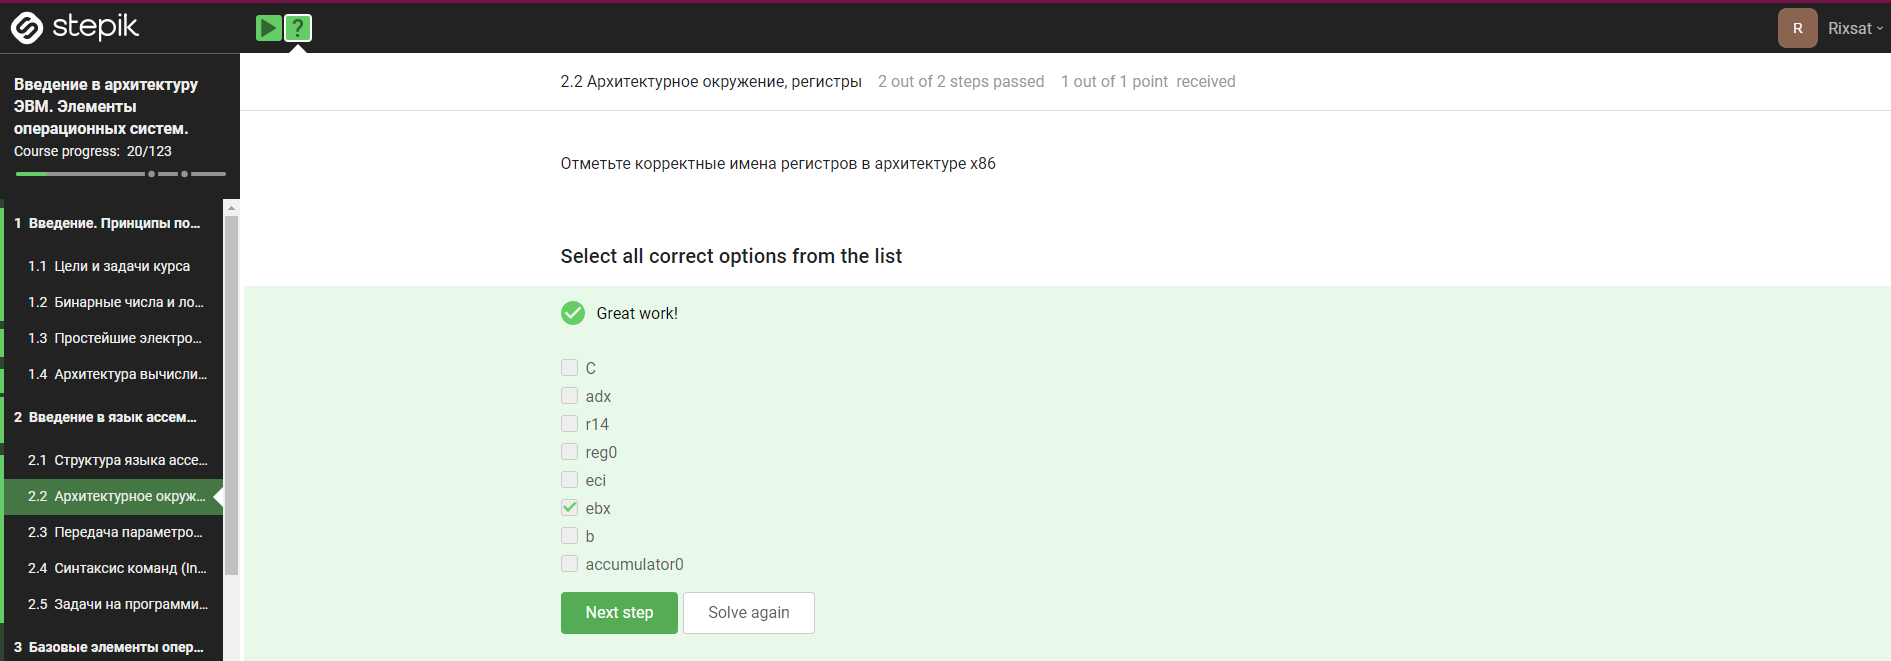 stepik
?
R
Rixsat
Введение в архитектуру
ЭВМ. Элементы
операционных систем.
Course progress: 20/123
1 Введение. Принципы по...
1.1 Цели и задачи курса
1.2 Бинарные числа и ло...
1.3 Простейшие электро...
1.4 Архитектура вычисли...
2 Введение в язык ассем...
2.1 Структура языка ассе...
2.2 Архитектурное окруж...
2.3 Передача параметро...
2.4 Синтаксис команд (In...
2.5 Задачи на программи...
3 Базовые элементы опер...
2.2 Архитектурное окружение, регистры 2 out of 2 steps passed 1 out of 1 point received
Отметьте корректные имена регистров в архитектуре x86
Select all correct options from the list
Great work!
C
adx
r14
reg0
eci
ebx
b
accumulator0
Next step Solve again